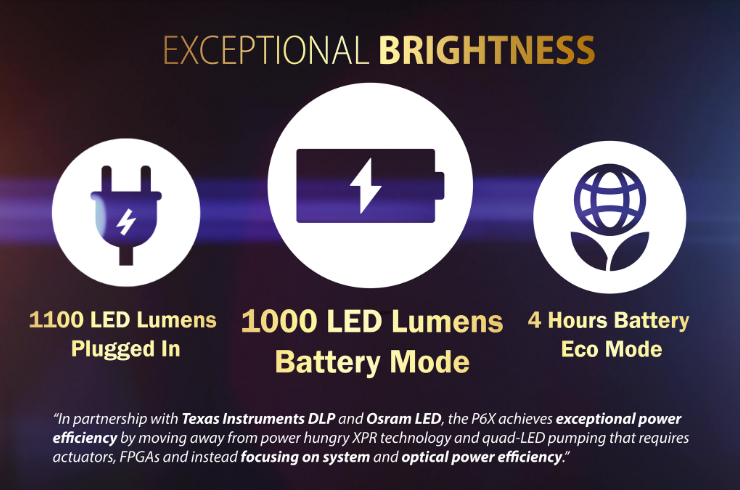 EXCEPTIONAL BRIGHTNESS
1100 LED Lumens
Plugged In
1000 LED Lumens
Battery Mode
4 Hours Battery
Eco Mode
“In partnership with Texas Instruments DLP and Osram LED, the P6X achieves exceptional power
efficiency by moving away from power hungry XPR technology and quad-LED pumping that requires
actuators, FPGAs and instead focusing on system and optical power efficiency.”